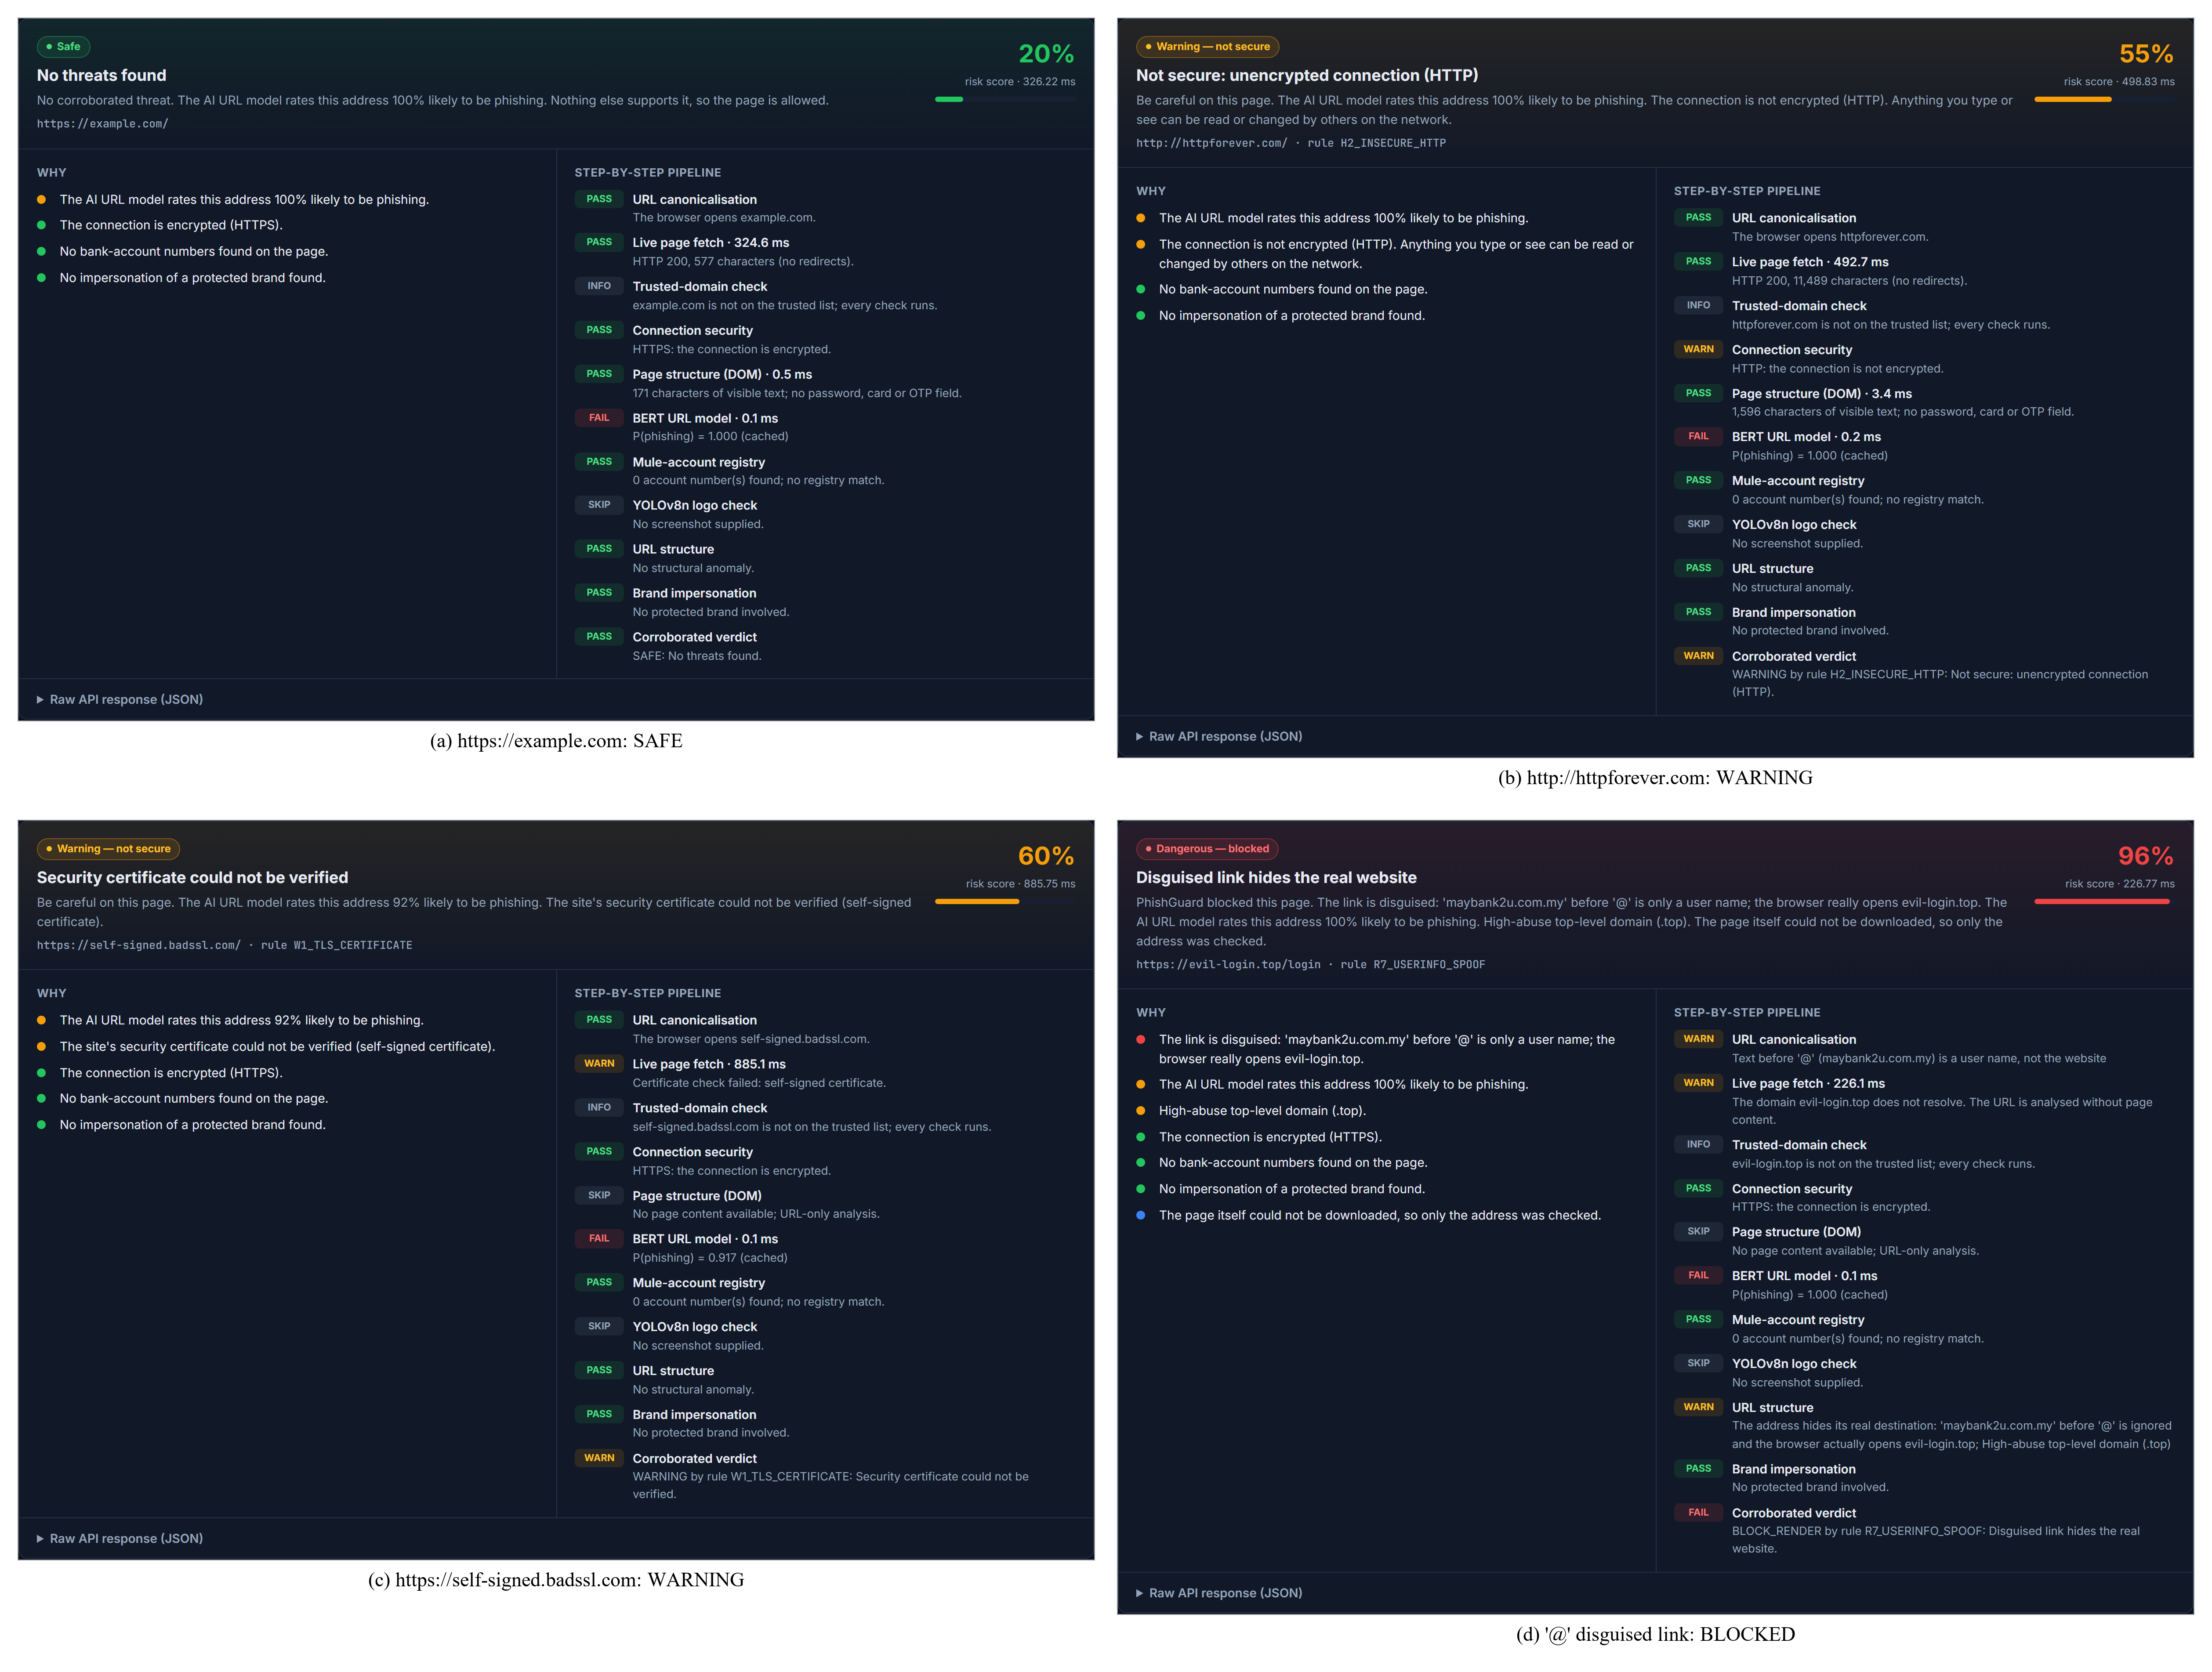 Safe
20%
No threats found
risk score · 326.22 ms
No corroborated threat. The AI URL model rates this address 100% likely to be phishing. Nothing else supports it, so the page is allowed.
https://example.com/
WHY
The AI URL model rates this address 100% likely to be phishing.
The connection is encrypted (HTTPS).
No bank-account numbers found on the page.
No impersonation of a protected brand found.
STEP-BY-STEP PIPELINE
PASS URL canonicalisation
The browser opens example.com.
PASS Live page fetch · 324.6 ms
HTTP 200, 577 characters (no redirects).
INFO Trusted-domain check
example.com is not on the trusted list; every check runs.
PASS Connection security
HTTPS: the connection is encrypted.
PASS Page structure (DOM) · 0.5 ms
171 characters of visible text; no password, card or OTP field.
FAIL BERT URL model · 0.1 ms
P(phishing) = 1.000 (cached)
PASS Mule-account registry
0 account number(s) found; no registry match.
SKIP YOLOv8n logo check
No screenshot supplied.
PASS URL structure
No structural anomaly.
PASS Brand impersonation
No protected brand involved.
PASS Corroborated verdict
SAFE: No threats found.
▶ Raw API response (JSON)
(a) https://example.com: SAFE
Warning — not secure
55%
Not secure: unencrypted connection (HTTP)
risk score · 498.83 ms
Be careful on this page. The AI URL model rates this address 100% likely to be phishing. The connection is not encrypted (HTTP). Anything you type or
see can be read or changed by others on the network.
http://httpforever.com/ · rule H2_INSECURE_HTTP
WHY
The AI URL model rates this address 100% likely to be phishing.
The connection is not encrypted (HTTP). Anything you type or see can be read or
changed by others on the network.
No bank-account numbers found on the page.
No impersonation of a protected brand found.
STEP-BY-STEP PIPELINE
PASS URL canonicalisation
The browser opens httpforever.com.
PASS Live page fetch · 492.7 ms
HTTP 200, 11,489 characters (no redirects).
INFO Trusted-domain check
httpforever.com is not on the trusted list; every check runs.
WARN Connection security
HTTP: the connection is not encrypted.
PASS Page structure (DOM) · 3.4 ms
1,596 characters of visible text; no password, card or OTP field.
FAIL BERT URL model · 0.2 ms
P(phishing) = 1.000 (cached)
PASS Mule-account registry
0 account number(s) found; no registry match.
SKIP YOLOv8n logo check
No screenshot supplied.
PASS URL structure
No structural anomaly.
PASS Brand impersonation
No protected brand involved.
WARN Corroborated verdict
WARNING by rule H2_INSECURE_HTTP: Not secure: unencrypted connection
(HTTP).
▶ Raw API response (JSON)
(b) http://httpforever.com: WARNING
Warning — not secure
60%
Security certificate could not be verified
risk score · 885.75 ms
Be careful on this page. The AI URL model rates this address 92% likely to be phishing. The site's security certificate could not be verified (self-signed
certificate).
https://self-signed.badssl.com/ · rule W1_TLS_CERTIFICATE
WHY
The AI URL model rates this address 92% likely to be phishing.
The site's security certificate could not be verified (self-signed certificate).
The connection is encrypted (HTTPS).
No bank-account numbers found on the page.
No impersonation of a protected brand found.
STEP-BY-STEP PIPELINE
PASS URL canonicalisation
The browser opens self-signed.badssl.com.
WARN Live page fetch · 885.1 ms
Certificate check failed: self-signed certificate.
INFO Trusted-domain check
self-signed.badssl.com is not on the trusted list; every check runs.
PASS Connection security
HTTPS: the connection is encrypted.
SKIP Page structure (DOM)
No page content available; URL-only analysis.
FAIL BERT URL model · 0.1 ms
P(phishing) = 0.917 (cached)
PASS Mule-account registry
0 account number(s) found; no registry match.
SKIP YOLOv8n logo check
No screenshot supplied.
PASS URL structure
No structural anomaly.
PASS Brand impersonation
No protected brand involved.
WARN Corroborated verdict
WARNING by rule W1_TLS_CERTIFICATE: Security certificate could not be
verified.
▶ Raw API response (JSON)
(c) https://self-signed.badssl.com: WARNING
Dangerous — blocked
96%
Disguised link hides the real website
risk score · 226.77 ms
PhishGuard blocked this page. The link is disguised: 'maybank2u.com.my' before '@' is only a user name; the browser really opens evil-login.top. The
AI URL model rates this address 100% likely to be phishing. High-abuse top-level domain (.top). The page itself could not be downloaded, so only the
address was checked.
https://evil-login.top/login · rule R7_USERINFO_SPOOF
WHY
The link is disguised: 'maybank2u.com.my' before '@' is only a user name; the
browser really opens evil-login.top.
The AI URL model rates this address 100% likely to be phishing.
High-abuse top-level domain (.top).
The connection is encrypted (HTTPS).
No bank-account numbers found on the page.
No impersonation of a protected brand found.
The page itself could not be downloaded, so only the address was checked.
STEP-BY-STEP PIPELINE
WARN URL canonicalisation
Text before '@' (maybank2u.com.my) is a user name, not the website
WARN Live page fetch · 226.1 ms
The domain evil-login.top does not resolve. The URL is analysed without page
content.
INFO Trusted-domain check
evil-login.top is not on the trusted list; every check runs.
PASS Connection security
HTTPS: the connection is encrypted.
SKIP Page structure (DOM)
No page content available; URL-only analysis.
FAIL BERT URL model · 0.1 ms
P(phishing) = 1.000 (cached)
PASS Mule-account registry
0 account number(s) found; no registry match.
SKIP YOLOv8n logo check
No screenshot supplied.
WARN URL structure
The address hides its real destination: 'maybank2u.com.my' before '@' is ignored
and the browser actually opens evil-login.top; High-abuse top-level domain (.top)
PASS Brand impersonation
No protected brand involved.
FAIL Corroborated verdict
BLOCK_RENDER by rule R7_USERINFO_SPOOF: Disguised link hides the real
website.
▶ Raw API response (JSON)
(d) '@' disguised link: BLOCKED